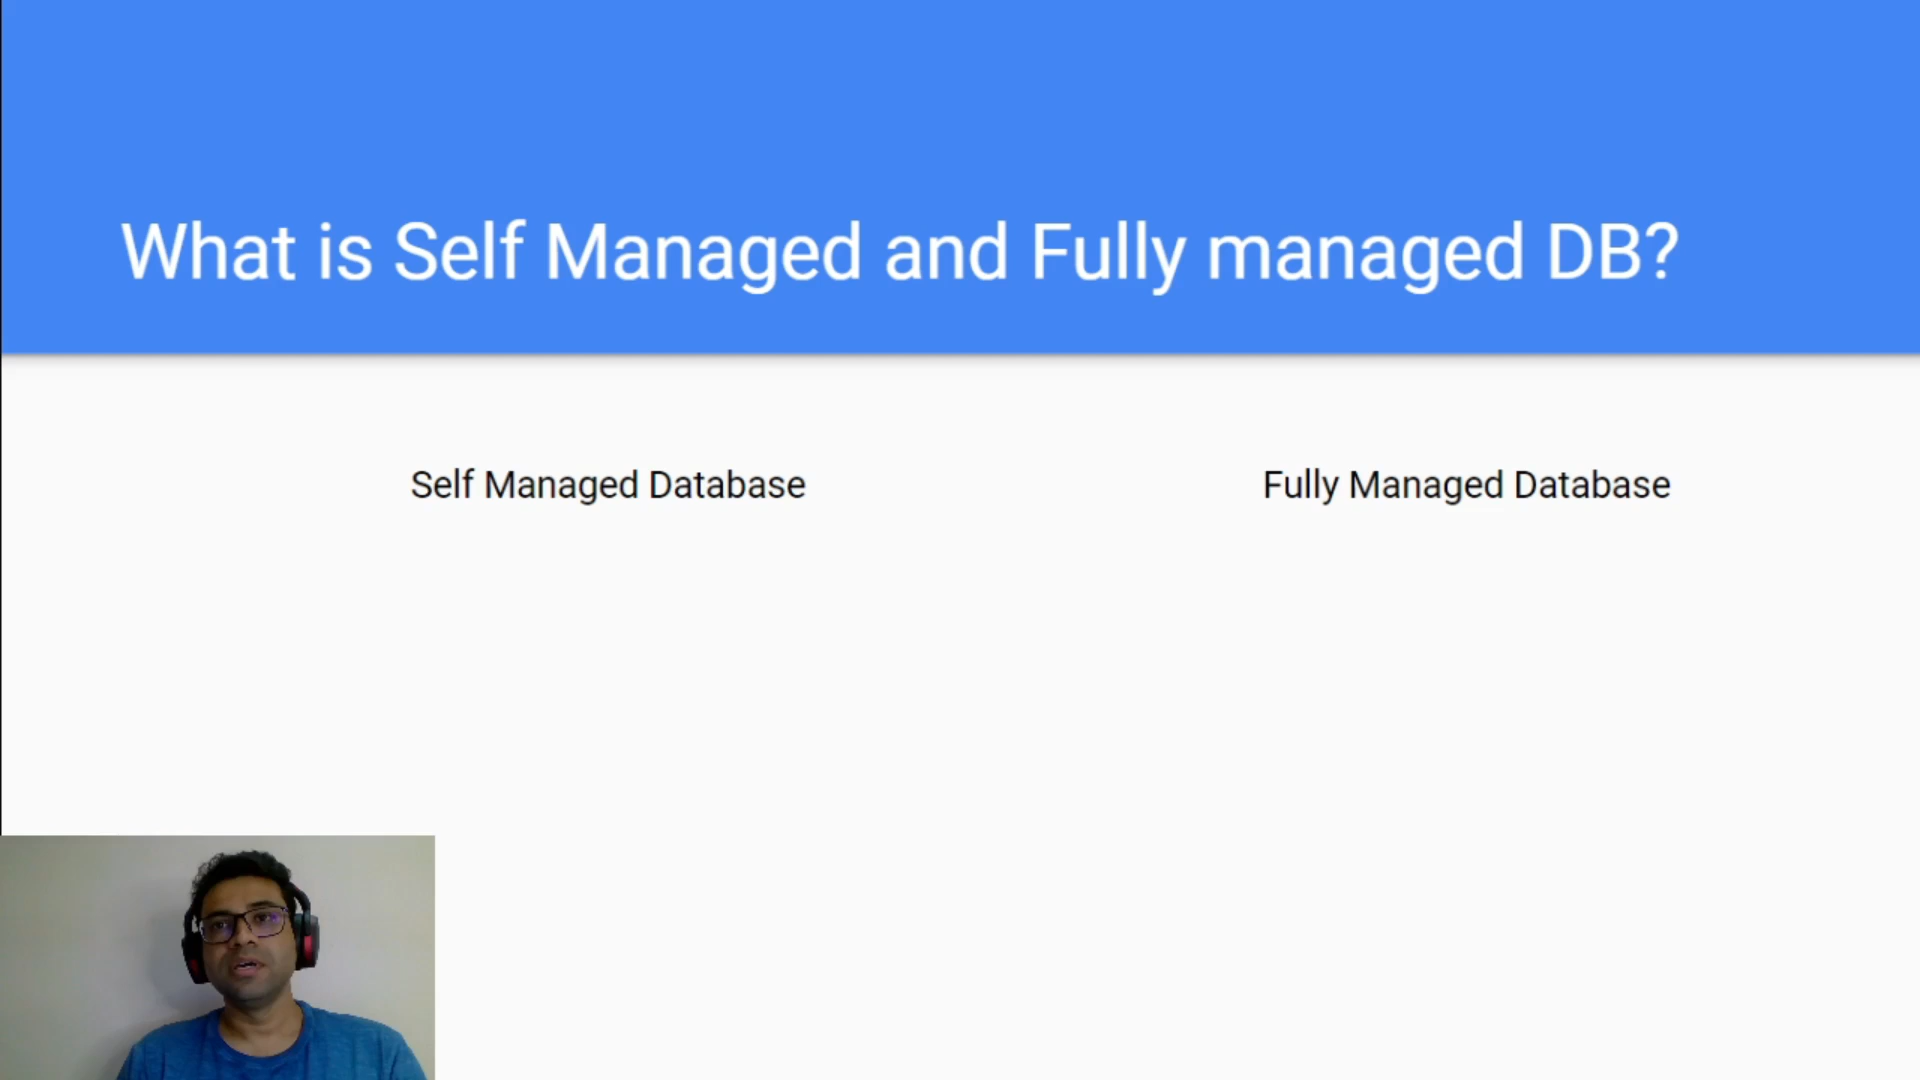 What is Self Managed and Fully managed DB?
Self Managed Database
Fully Managed Database